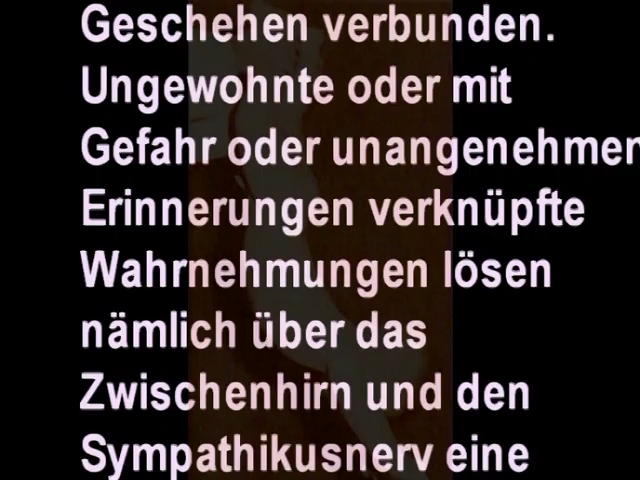 Geschehen verbunden.
Ungewohnte oder mit
Gefahr oder unangenehmen
Erinnerungen verknüpfte
Wahrnehmungen lösen
nämlich über das
Zwischenhirn und den
Sympathikusnerv eine